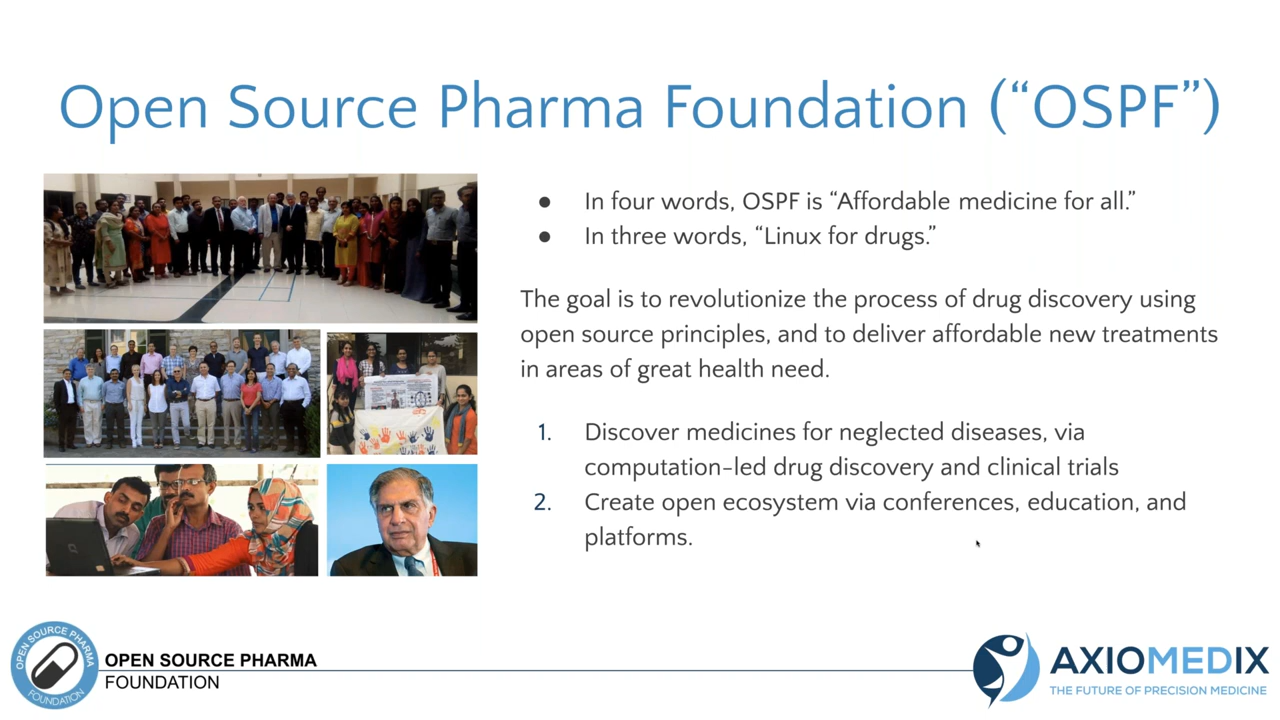 Open Source Pharma Foundation (“OSPF”)
● In four words, OSPF is “Affordable medicine for all.”
● In three words, “Linux for drugs.”
The goal is to revolutionize the process of drug discovery using
open source principles, and to deliver affordable new treatments
in areas of great health need.
1. Discover medicines for neglected diseases, via
computation-led drug discovery and clinical trials
2. Create open ecosystem via conferences, education, and
platforms.
OPEN SOURCE PHARMA
FOUNDATION
OPEN SOURCE PHARMA
FOUNDATION
AXIOMEDIX
THE FUTURE OF PRECISION MEDICINE